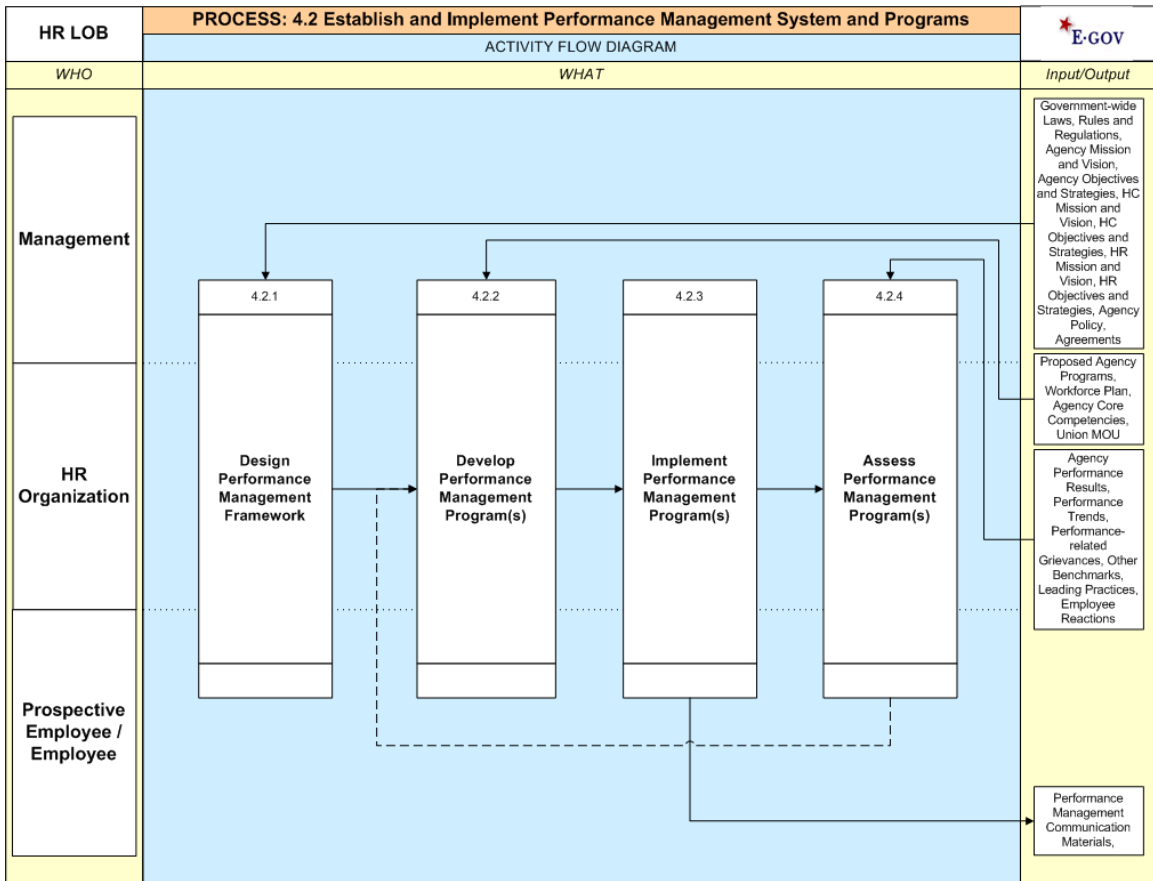 HR LOB
PROCESS: 4.2 Establish and Implement Performance Management System and Programs
ACTIVITY FLOW DIAGRAM
E·GOV
WHO
WHAT
Input/Output
Management
HR
Organization
Prospective
Employee /
Employee
4.2.1
Design
Performance
Management
Framework
4.2.2
Develop
Performance
Management
Program(s)
4.2.3
Implement
Performance
Management
Program(s)
4.2.4
Assess
Performance
Management
Program(s)
Government-wide
Laws, Rules and
Regulations,
Agency Mission
and Vision,
Agency Objectives
and Strategies, HC
Mission and
Vision, HC
Objectives and
Strategies, HR
Mission and
Vision, HR
Objectives and
Strategies, Agency
Policy,
Agreements
Proposed Agency
Programs,
Workforce Plan,
Agency Core
Competencies,
Union MOU
Agency
Performance
Results,
Performance
Trends,
Performance-
related
Grievances, Other
Benchmarks,
Leading Practices,
Employee
Reactions
Performance
Management
Communication
Materials,